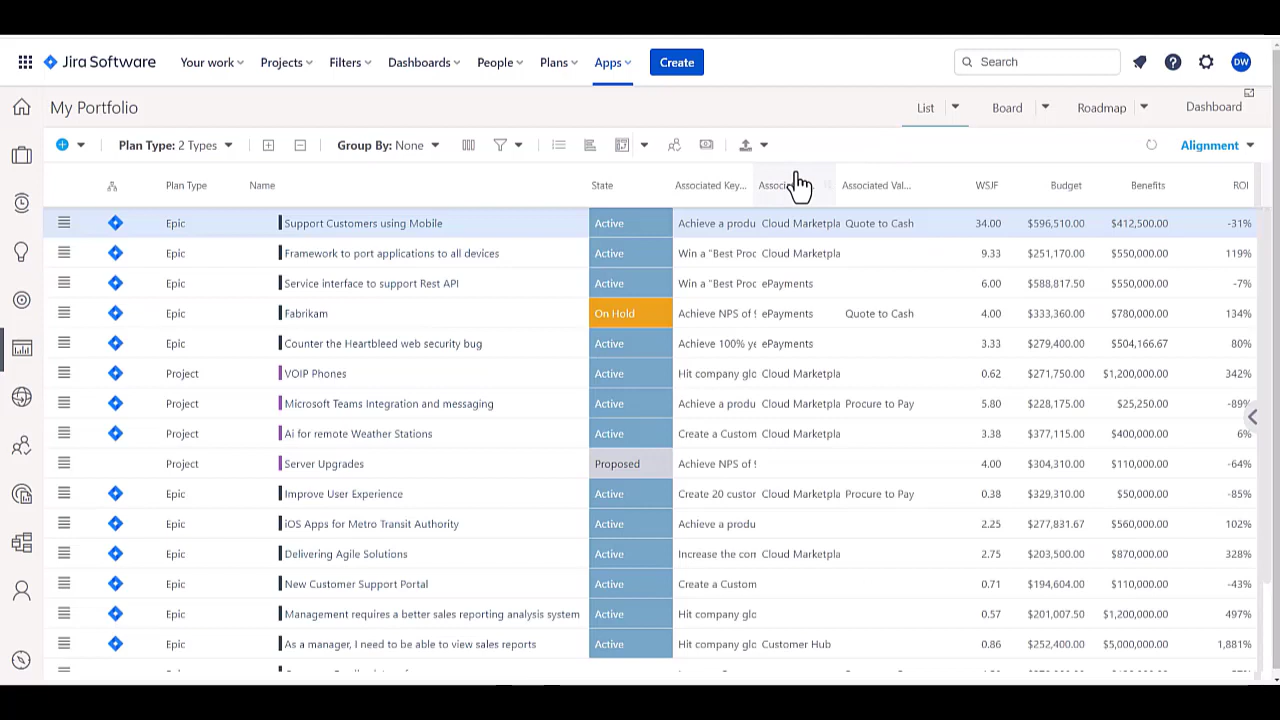 Jira Software Your work Projects Filters Dashboards People Plans Apps Create Search DW
My Portfolio List Board Roadmap Dashboard
Plan Type: 2 Types Group By: None Alignment
Plan Type Name State Associated Key... Associated Val... WSJF Budget Benefits ROI
Epic Support Customers using Mobile Active Achieve a produ Cloud Marketpla Quote to Cash 34.00 $596,510.00 $412,500.00 -31%
Epic Framework to port applications to all devices Active Win a "Best Proc Cloud Marketpla 9.33 $251,170.00 $550,000.00 119%
Epic Service interface to support Rest API Active Win a "Best Proc ePayments 6.00 $588,817.50 $550,000.00 -7%
Epic Fabrikam On Hold Achieve NPS of ePayments Quote to Cash 4.00 $333,360.00 $780,000.00 134%
Epic Counter the Heartbleed web security bug Active Achieve 100% ye ePayments 3.33 $279,400.00 $504,166.67 80%
Project VOIP Phones Active Hit company glo Cloud Marketpla 0.62 $271,750.00 $1,200,000.00 342%
Project Microsoft Teams Integration and messaging Active Achieve a produ Cloud Marketpla Procure to Pay 5.80 $228,175.00 $25,250.00 -89%
Project Ai for remote Weather Stations Active Create a Custom Cloud Marketpla 3.38 $377,115.00 $400,000.00 6%
Project Server Upgrades Proposed Achieve NPS of 4.00 $304,310.00 $110,000.00 -64%
Epic Improve User Experience Active Create 20 custor Cloud Marketpla Procure to Pay 0.38 $329,310.00 $50,000.00 -85%
Epic iOS Apps for Metro Transit Authority Active Achieve a produ 2.25 $277,831.67 $560,000.00 102%
Epic Delivering Agile Solutions Active Increase the con Cloud Marketpla 2.75 $203,500.00 $870,000.00 328%
Epic New Customer Support Portal Active Create a Custom 0.71 $194,604.00 $110,000.00 -43%
Epic Management requires a better sales reporting analysis system Active Hit company glo 0.57 $201,007.50 $1,200,000.00 497%
Epic As a manager, I need to be able to view sales reports Active Hit company glo Customer Hub 0.86 $252,400.00 $5,000,000.00 1,881%